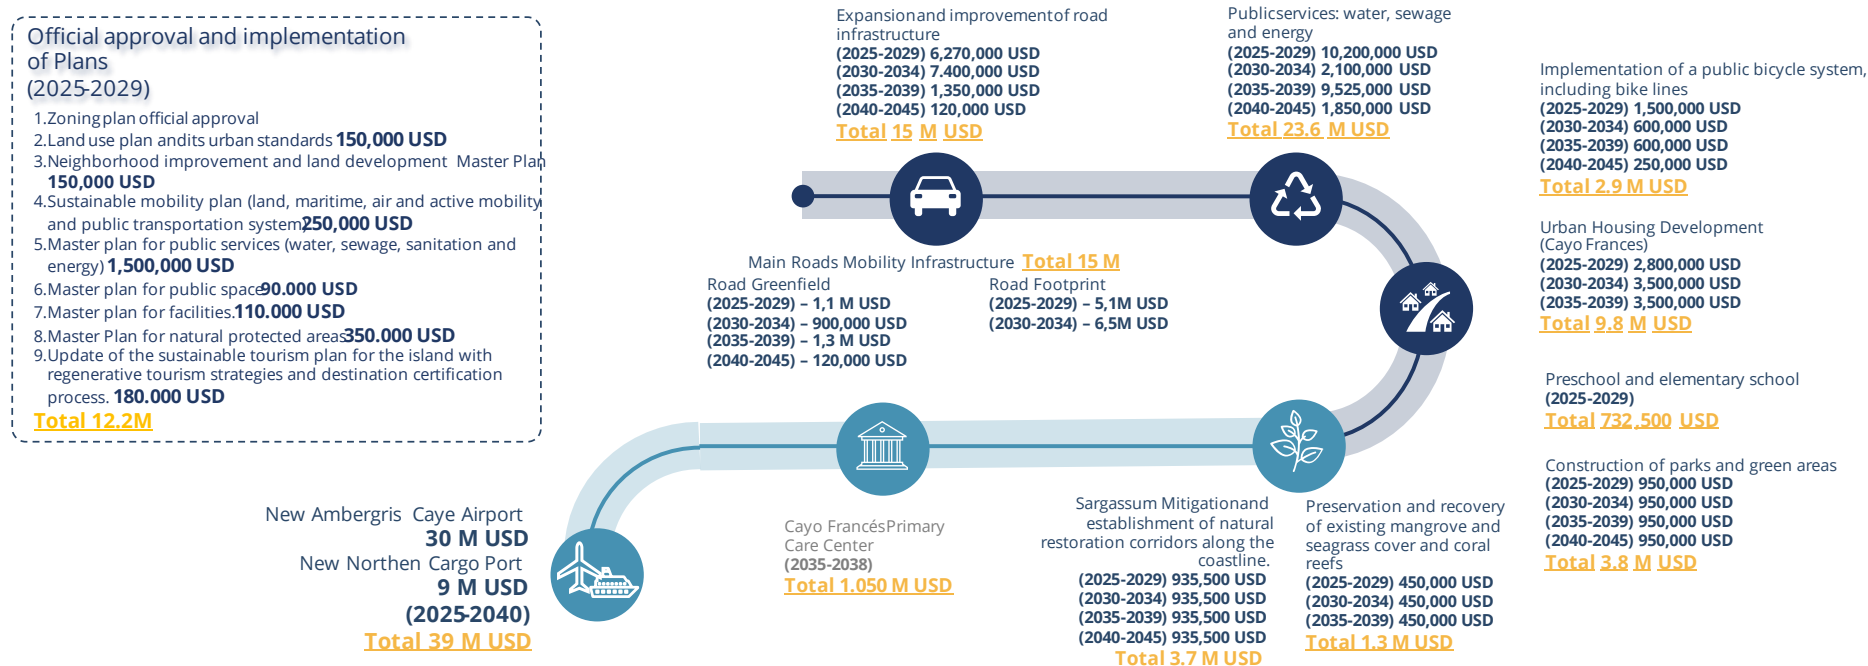 Official approval and implementation
of Plans
(2025-2029)
1.Zoning plan official approval
2.Land use plan andits urban standards 150,000 USD
3.Neighborhood improvement and land development Master Plan
150,000 USD
4.Sustainable mobility plan (land, maritime, air and active mobility
and public transportation system)250,000 USD
5.Master plan for public services (water, sewage, sanitation and
energy) 1,500,000 USD
6.Master plan for public space90.000 USD
7.Master plan for facilities.110.000 USD
8.Master Plan for natural protected areas350.000 USD
9.Update of the sustainable tourism plan for the island with
regenerative tourism strategies and destination certification
process. 180.000 USD
Total 12.2M
Expansionand improvementof road
infrastructure
(2025-2029) 6,270,000 USD
(2030-2034) 7.400,000 USD
(2035-2039) 1,350,000 USD
(2040-2045) 120,000 USD
Total 15 M USD
Publicservices: water, sewage
and energy
(2025-2029) 10,200,000 USD
(2030-2034) 2,100,000 USD
(2035-2039) 9,525,000 USD
(2040-2045) 1,850,000 USD
Total 23.6 M USD
Implementation of a public bicycle system,
including bike lines
(2025-2029) 1,500,000 USD
(2030-2034) 600,000 USD
(2035-2039) 600,000 USD
(2040-2045) 250,000 USD
Total 2.9 M USD
Urban Housing Development
(Cayo Frances)
(2025-2029) 2,800,000 USD
(2030-2034) 3,500,000 USD
(2035-2039) 3,500,000 USD
Total 9.8 M USD
Main Roads Mobility Infrastructure Total 15 M
Road Greenfield
(2025-2029) – 1,1 M USD
(2030-2034) – 900,000 USD
(2035-2039) – 1,3 M USD
(2040-2045) – 120,000 USD
Road Footprint
(2025-2029) – 5,1M USD
(2030-2034) – 6,5M USD
Preschool and elementary school
(2025-2029)
Total 732,500 USD
Construction of parks and green areas
(2025-2029) 950,000 USD
(2030-2034) 950,000 USD
(2035-2039) 950,000 USD
(2040-2045) 950,000 USD
Total 3.8 M USD
Preservation and recovery
of existing mangrove and
seagrass cover and coral
reefs
(2025-2029) 450,000 USD
(2030-2034) 450,000 USD
(2035-2039) 450,000 USD
Total 1.3 M USD
Sargassum Mitigationand
establishment of natural
restoration corridors along the
coastline.
(2025-2029) 935,500 USD
(2030-2034) 935,500 USD
(2035-2039) 935,500 USD
(2040-2045) 935,500 USD
Total 3.7 M USD
Cayo FrancésPrimary
Care Center
(2035-2038)
Total 1.050 M USD
New Ambergris Caye Airport
30 M USD
New Northen Cargo Port
9 M USD
(2025-2040)
Total 39 M USD